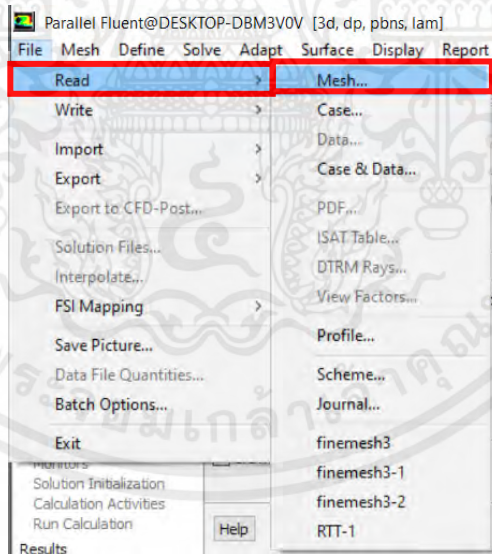 Parallel Fluent@DESKTOP-DBM3V0V [3d, dp, pbns, lam]
File Mesh Define Solve Adapt Surface Display Report
Read
Write
Import
Export
Export to CFD-Post...
Solution Files...
Interpolate...
FSI Mapping
Save Picture...
Data File Quantities...
Batch Options...
Exit
Mesh...
Case...
Data...
Case & Data...
PDF...
ISAT Table...
DTRM Rays...
View Factors...
Profile...
Scheme...
Journal...
finemesh3
finemesh3-1
finemesh3-2
RTT-1
Monitors
Solution Initialization
Calculation Activities
Run Calculation
Results
Help